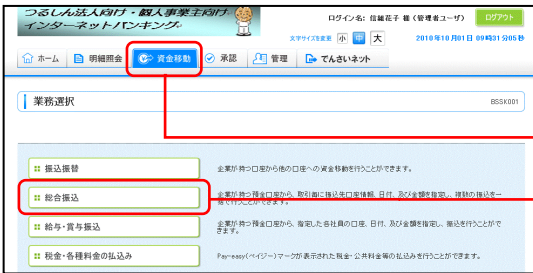 つるしん法人向け・個人事業主向け
インターネットバンキング
ログイン名: 信鶴花子 様 (管理者ユーザ)
ログアウト
文字サイズを変更 小 中 大
2010年10月01日 09時31分05秒
ホーム 明細照会 資金移動 承認 管理 でんさいネット
業務選択
BSSK001
振込振替
企業が持つ口座から他の口座への資金移動を行うことができます。
総合振込
企業が持つ預金口座から、取引毎に振込先口座情報、日付、及び金額を指定し、複数の振込を一
括で行うことができます。
給与・賞与振込
企業が持つ預金口座から、指定した各社員の口座、日付、及び金額を指定し、振込を行うことがで
きます。
税金・各種料金の払込み
Pay-easy(ペイジー)マークが表示された税金・公共料金等の払込みを行うことができます。